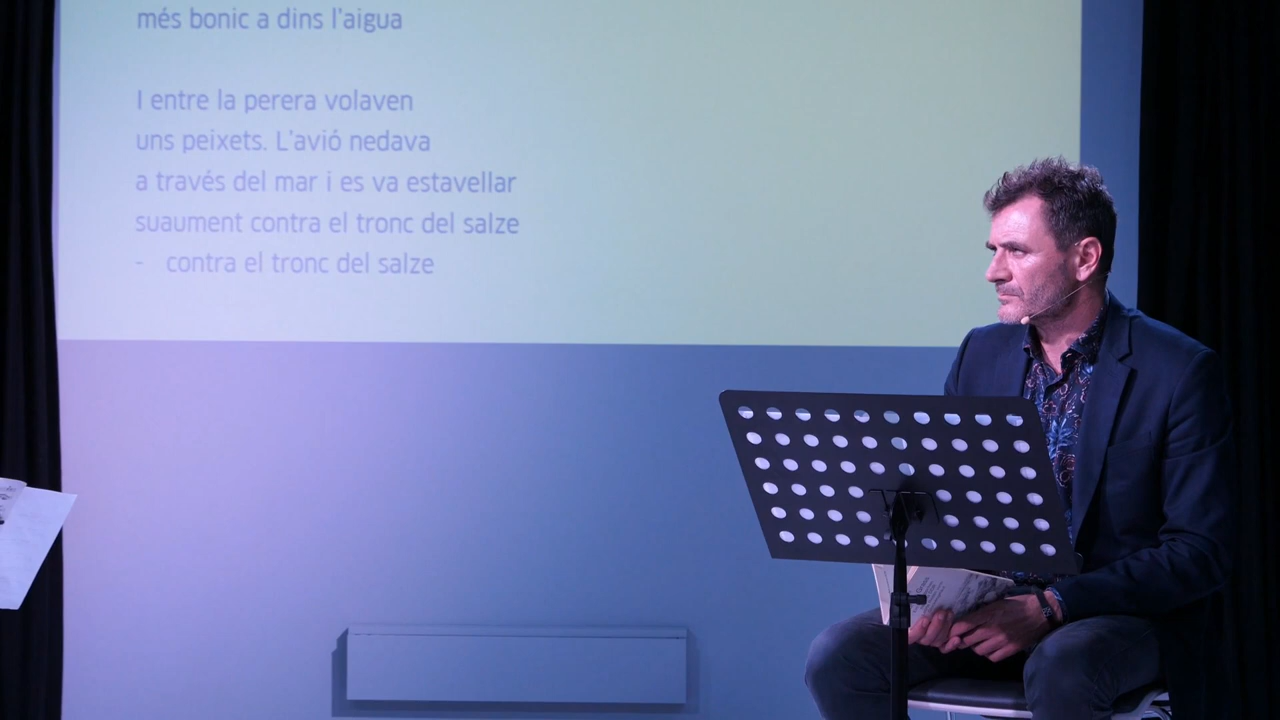 més bonic a dins l'aigua
I entre la perera volaven
uns peixets. L'avió nedava
a través del mar i es va estavellar
suaument contra el tronc del salze
- contra el tronc del salze